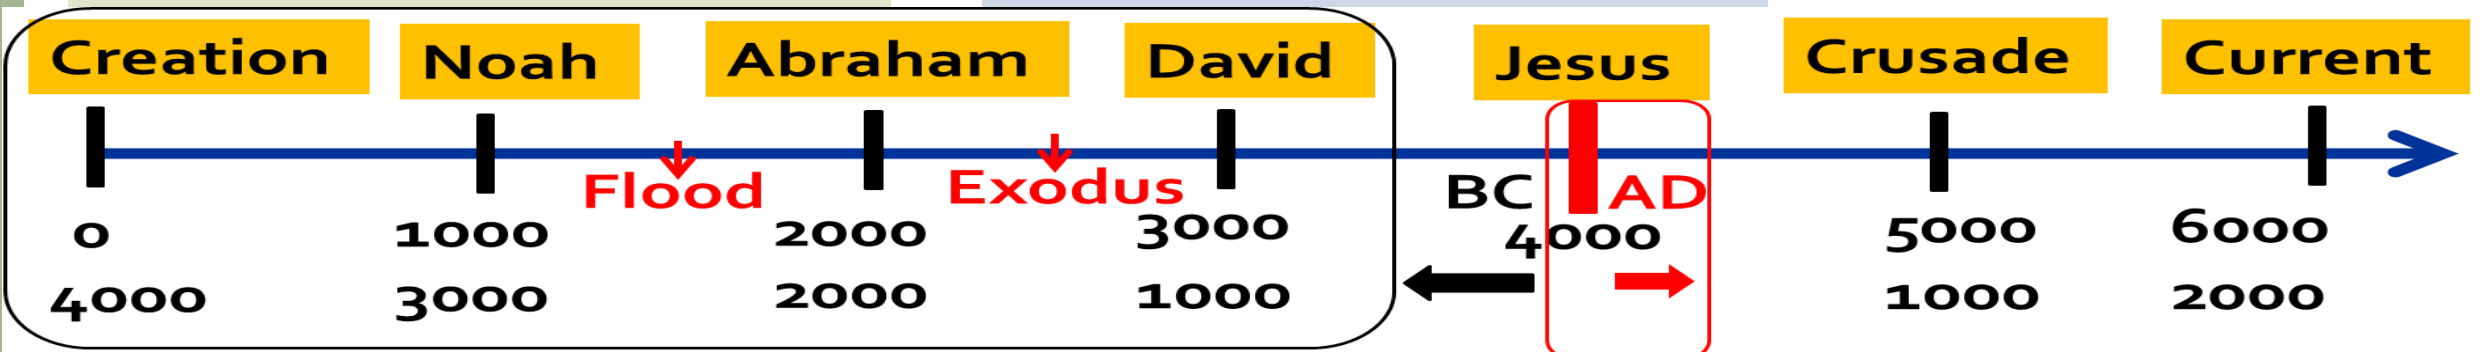 Creation Noah Abraham David Jesus Crusade Current
Flood Exodus BC AD
0 1000 2000 3000 4000 5000 6000
4000 3000 2000 1000 1000 2000